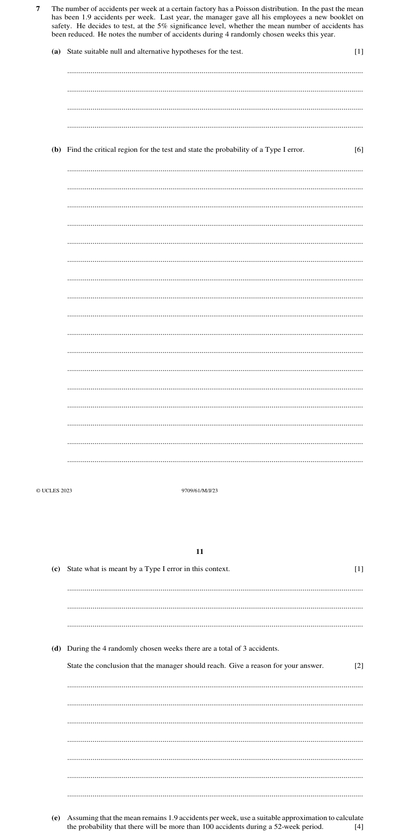 7 The number of accidents per week at a certain factory has a Poisson distribution. In the past the mean
has been 1.9 accidents per week. Last year, the manager gave all his employees a new booklet on
safety. He decides to test, at the 5% significance level, whether the mean number of accidents has
been reduced. He notes the number of accidents during 4 randomly chosen weeks this year.
(a) State suitable null and alternative hypotheses for the test. [1]
(b) Find the critical region for the test and state the probability of a Type I error. [6]
© UCLES 2023 9709/61/M/J/23
11
(c) State what is meant by a Type I error in this context. [1]
(d) During the 4 randomly chosen weeks there are a total of 3 accidents.
State the conclusion that the manager should reach. Give a reason for your answer. [2]
(e) Assuming that the mean remains 1.9 accidents per week, use a suitable approximation to calculate
the probability that there will be more than 100 accidents during a 52-week period. [4]